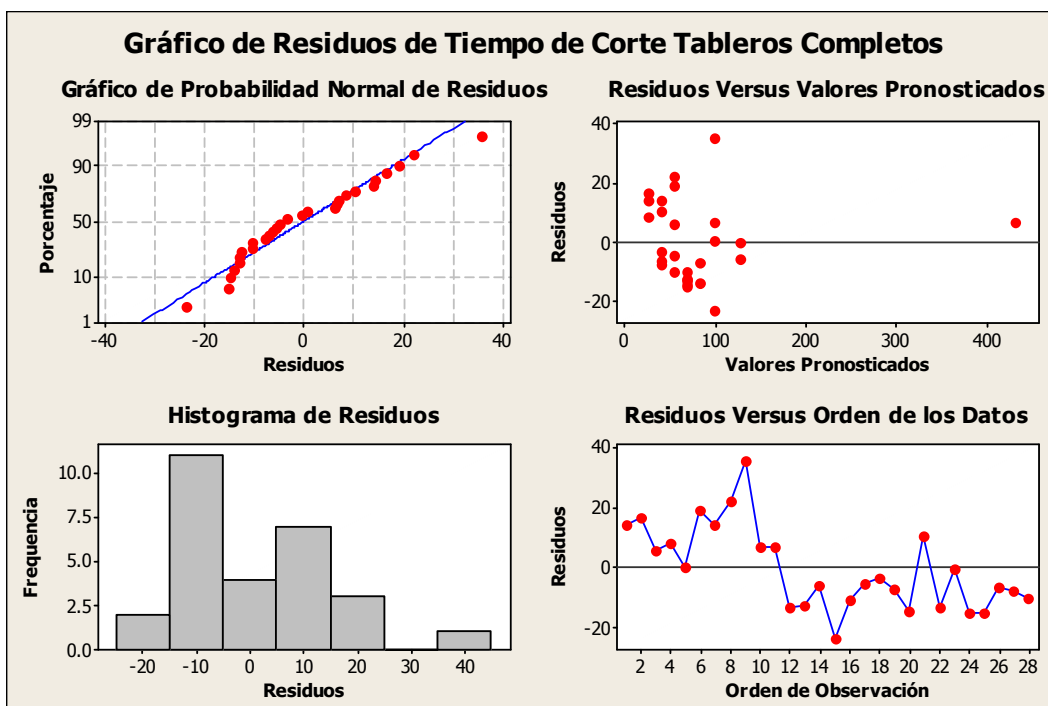 Gráfico de Residuos de Tiempo de Corte Tableros Completos
Gráfico de Probabilidad Normal de Residuos
99
90
50
10
1
Porcentaje
-40 -20 0 20 40
Residuos
Residuos Versus Valores Pronosticados
40
20
0
-20
Residuos
0 100 200 300 400
Valores Pronosticados
Histograma de Residuos
10.0
7.5
5.0
2.5
0.0
Frequencia
-20 -10 0 10 20 30 40
Residuos
Residuos Versus Orden de los Datos
40
20
0
-20
Residuos
2 4 6 8 10 12 14 16 18 20 22 24 26 28
Orden de Observación